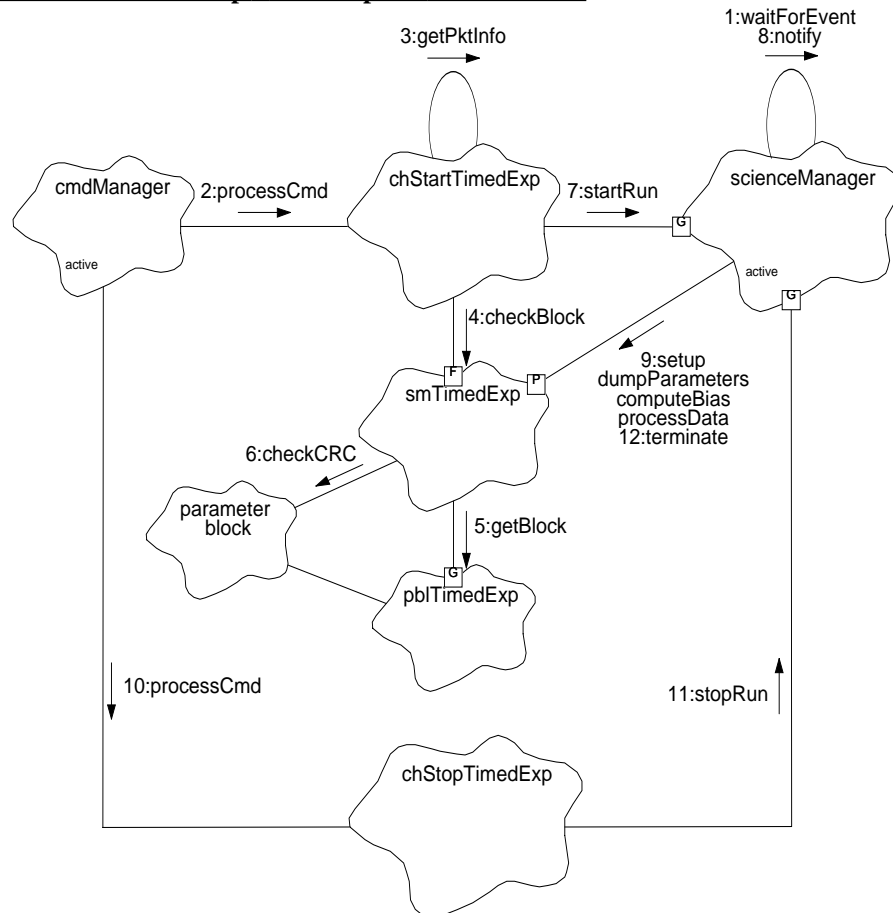 1:waitForEvent
8:notify
3:getPktInfo
cmdManager
active
2:processCmd
chStartTimedExp
7:startRun
scienceManager
active
G
G
4:checkBlock
F
P
smTimedExp
9:setup
dumpParameters
computeBias
processData
12:terminate
6:checkCRC
parameter
block
5:getBlock
G
pblTimedExp
10:processCmd
11:stopRun
chStopTimedExp